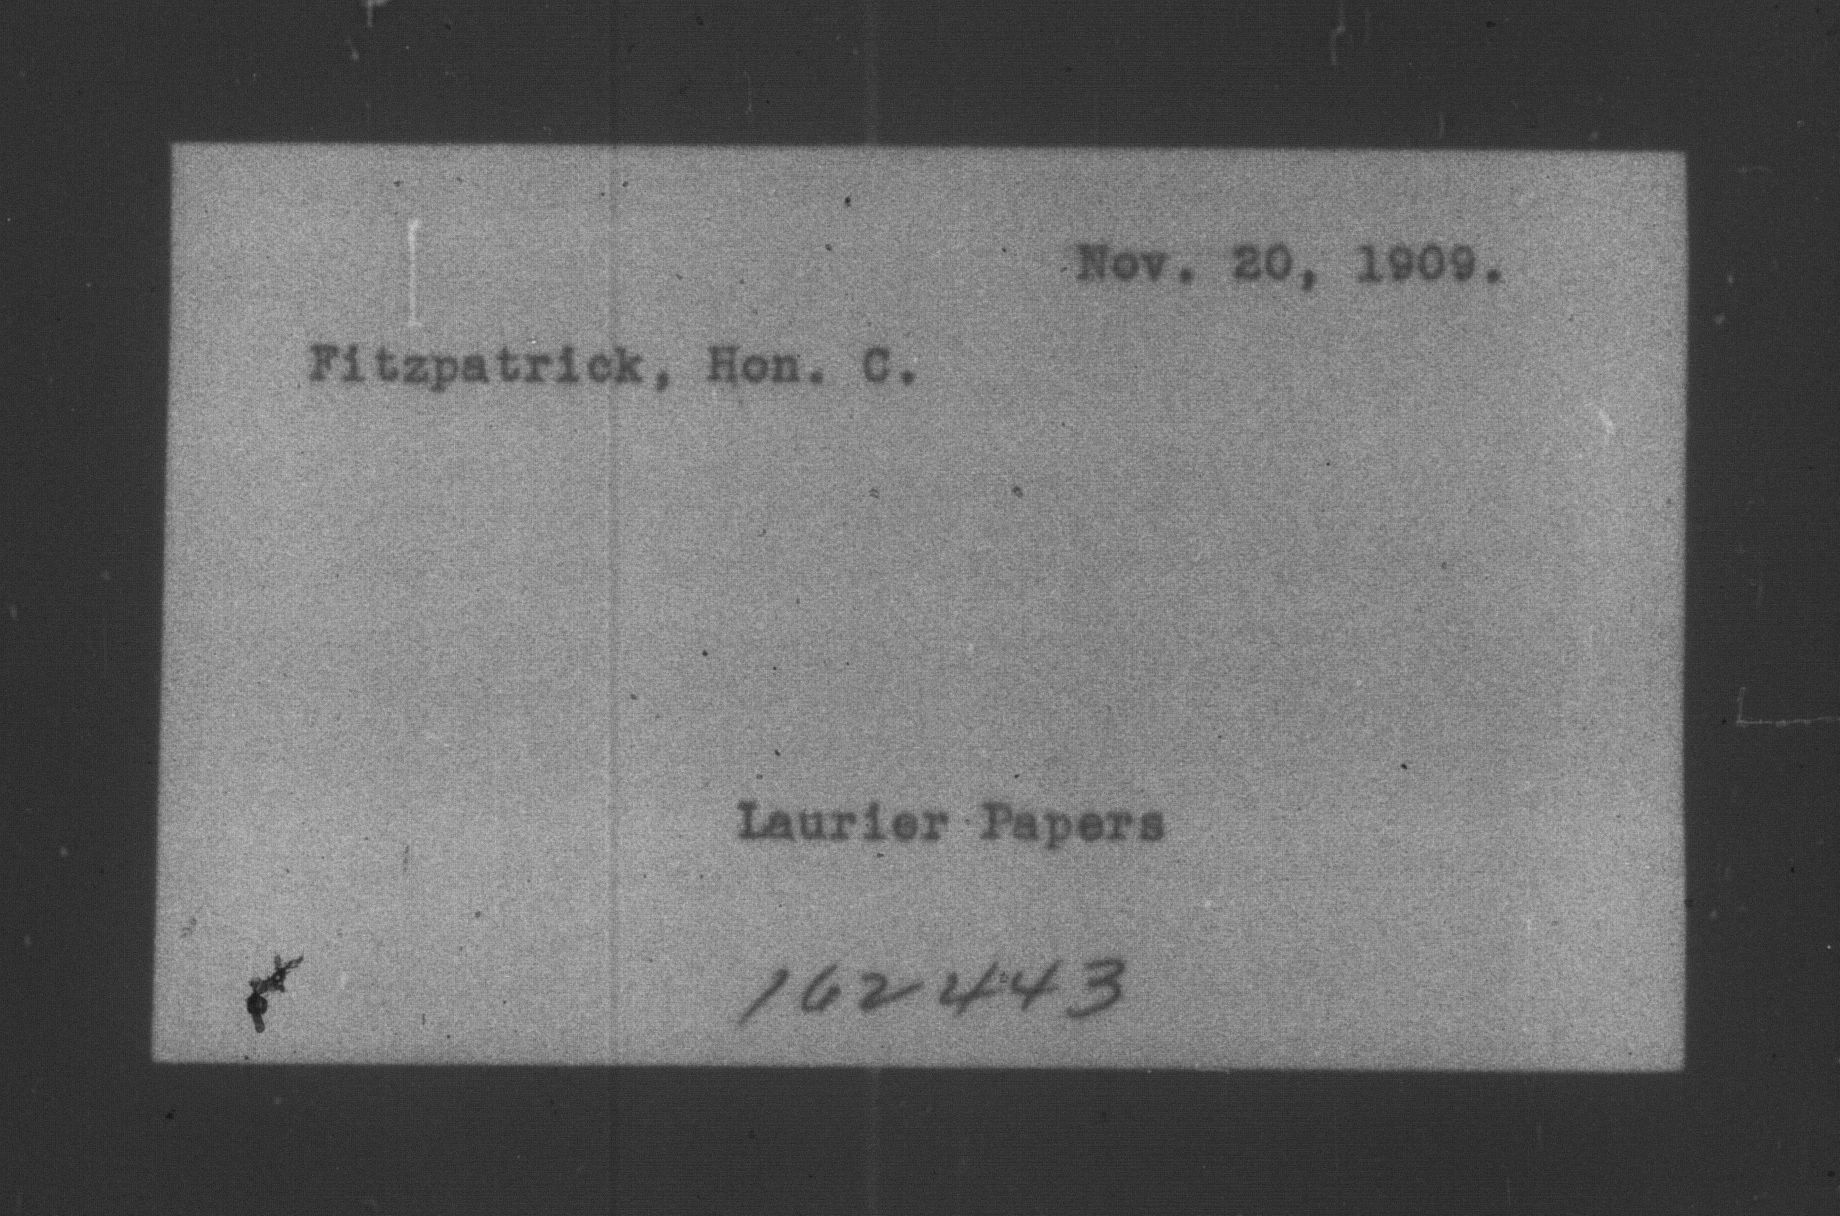 Nov. 20, 1909.
Fitzpatrick, Hon. C.
Laurier Papers
162443